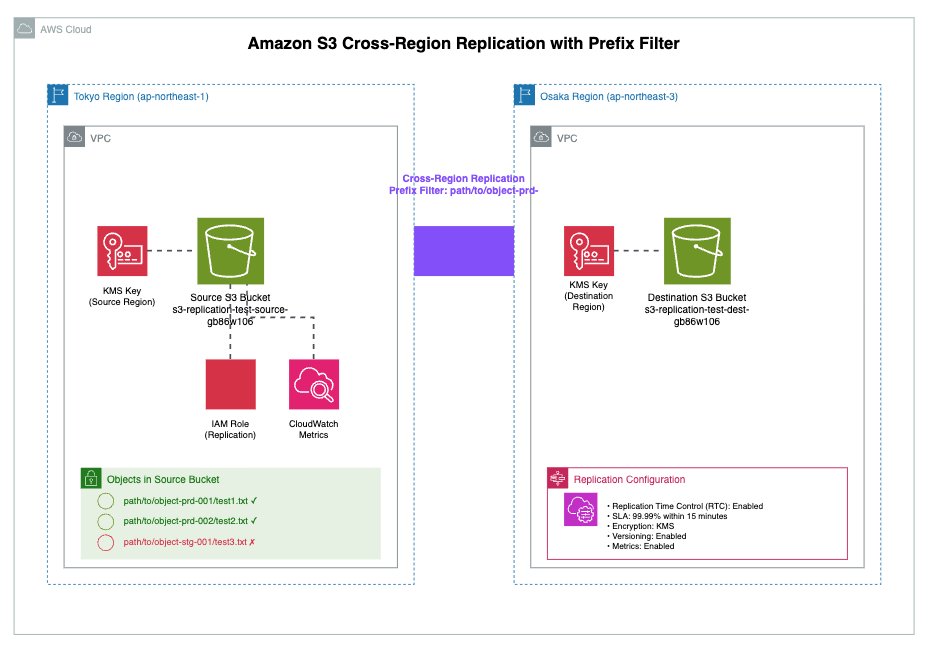 AWS Cloud
Amazon S3 Cross-Region Replication with Prefix Filter
Tokyo Region (ap-northeast-1)
VPC
KMS Key
(Source Region)
Source S3 Bucket
s3-replication-test-source-
gb86w106
IAM Role
(Replication)
CloudWatch
Metrics
Objects in Source Bucket
path/to/object-prd-001/test1.txt ✓
path/to/object-prd-002/test2.txt ✓
path/to/object-stg-001/test3.txt ✗
Cross-Region Replication
Prefix Filter: path/to/object-prd-
Osaka Region (ap-northeast-3)
VPC
KMS Key
(Destination
Region)
Destination S3 Bucket
s3-replication-test-dest-
gb86w106
Replication Configuration
• Replication Time Control (RTC): Enabled
• SLA: 99.99% within 15 minutes
• Encryption: KMS
• Versioning: Enabled
• Metrics: Enabled